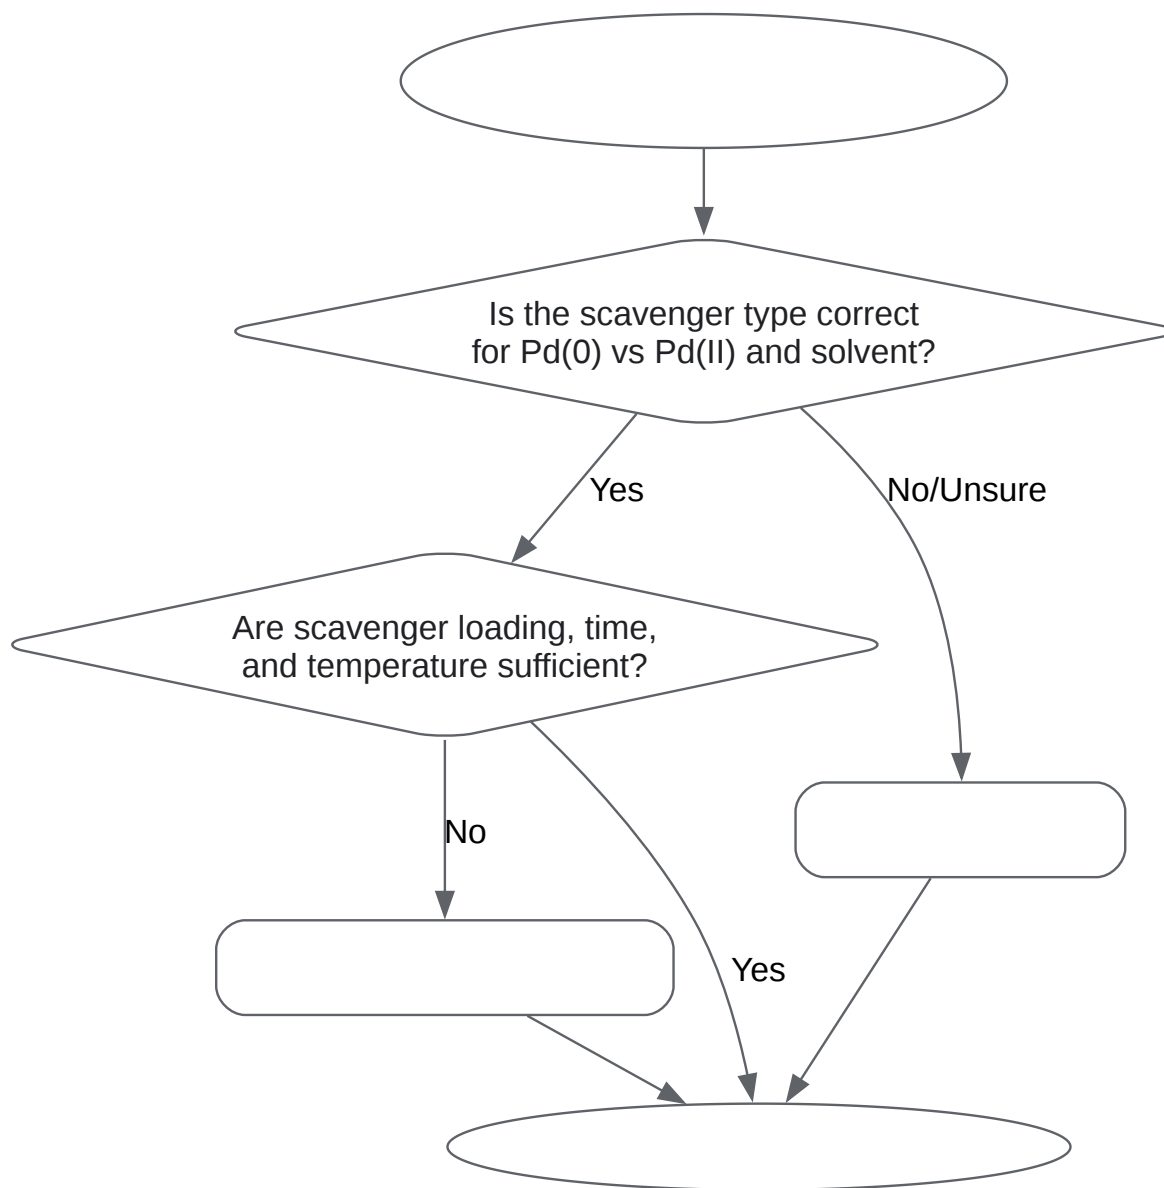 Is the scavenger type correct
for Pd(0) vs Pd(II) and solvent?
Yes
No/Unsure
Are scavenger loading, time,
and temperature sufficient?
No
Yes